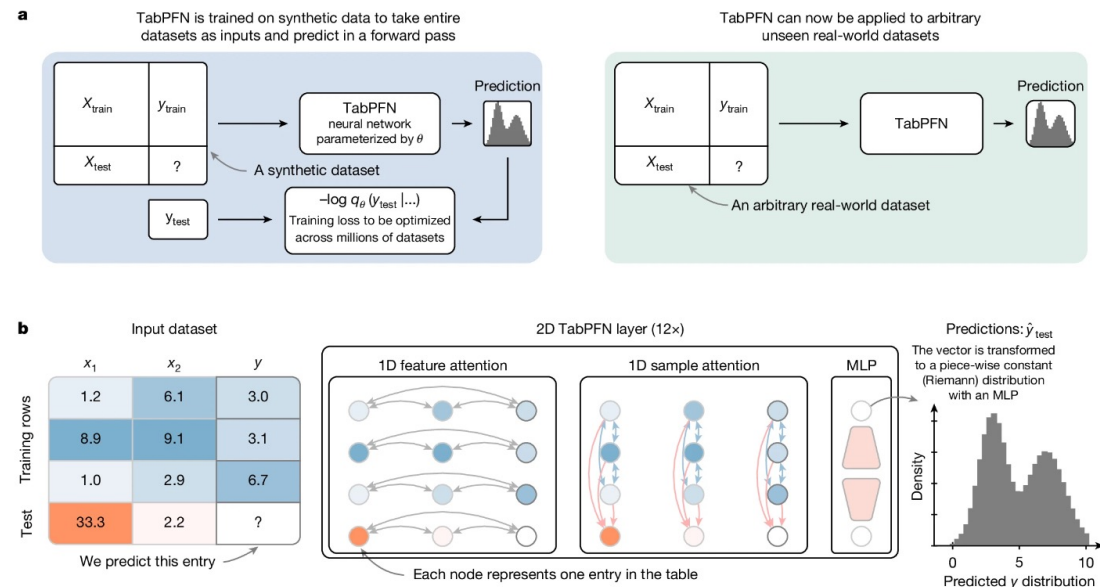 a
TabPFN is trained on synthetic data to take entire
datasets as inputs and predict in a forward pass
X_train
y_train
X_test
?
TabPFN
neural network
parameterized by θ
Prediction
A synthetic dataset
y_test
–log q_θ (y_test |...)
Training loss to be optimized
across millions of datasets
TabPFN can now be applied to arbitrary
unseen real-world datasets
X_train
y_train
X_test
?
TabPFN
Prediction
An arbitrary real-world dataset
b
Input dataset
x_1 x_2 y
Training rows
1.2 6.1 3.0
8.9 9.1 3.1
1.0 2.9 6.7
Test
33.3 2.2 ?
We predict this entry
2D TabPFN layer (12×)
1D feature attention
1D sample attention
MLP
Each node represents one entry in the table
Predictions: ŷ_test
The vector is transformed
to a piece-wise constant
(Riemann) distribution
with an MLP
Density
0 5 10
Predicted y distribution